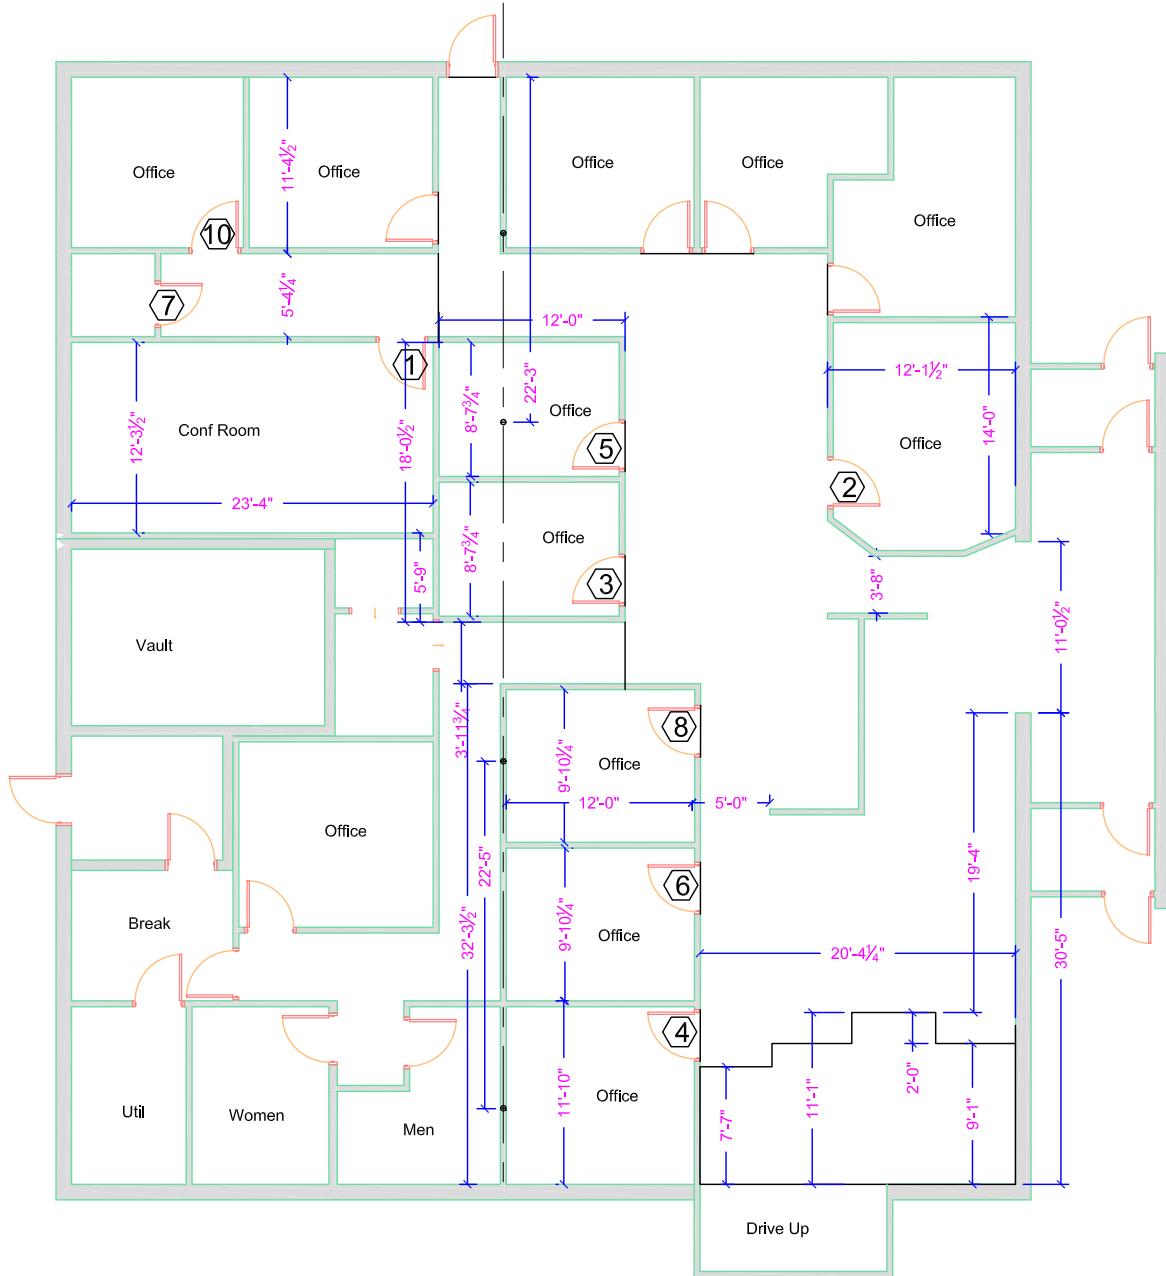 Office
Office
11'-4½"
Office
Office
Office
10
7
5'-4¼"
12'-0"
22'-3"
1
12'-1½"
12'-3½"
Conf Room
18'-0½"
8'-7¾"
Office
14'-0"
Office
5
2
23'-4"
8'-7¾"
Office
3
5'-9"
3'-8"
11'-0½"
Vault
3'-11¾"
8
9'-10¼"
Office
12'-0"
5'-0"
Office
22'-5"
19'-4"
6
Break
32'-3½"
9'-10¼"
Office
20'-4¼"
30'-5"
4
11'-1"
2'-0"
Util
Women
Men
11'-10"
Office
7'-7"
9'-1"
Drive Up